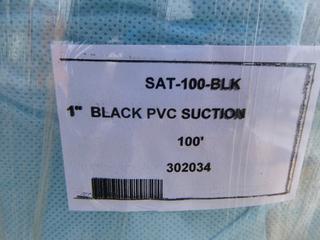 SAT-100-BLK
1" BLACK PVC SUCTION
100'
302034